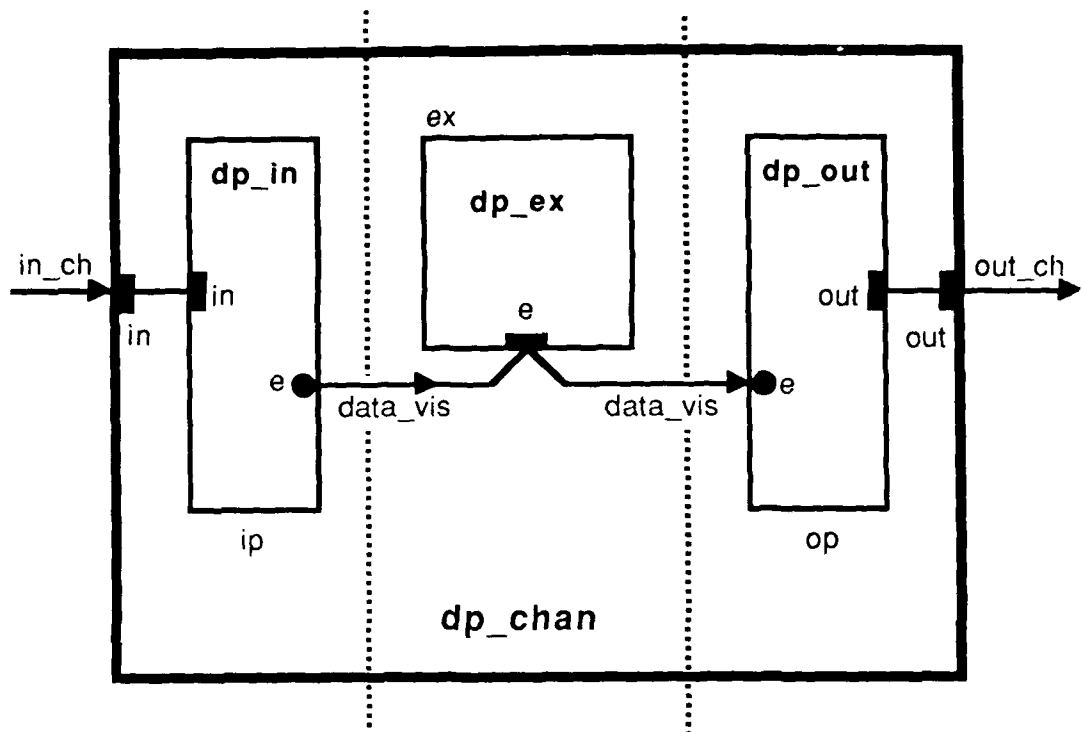 ex
dp_in
dp_ex
dp_out
in_ch
in
in
e
out
out
out_ch
e
data_vis
data_vis
e
ip
op
dp_chan